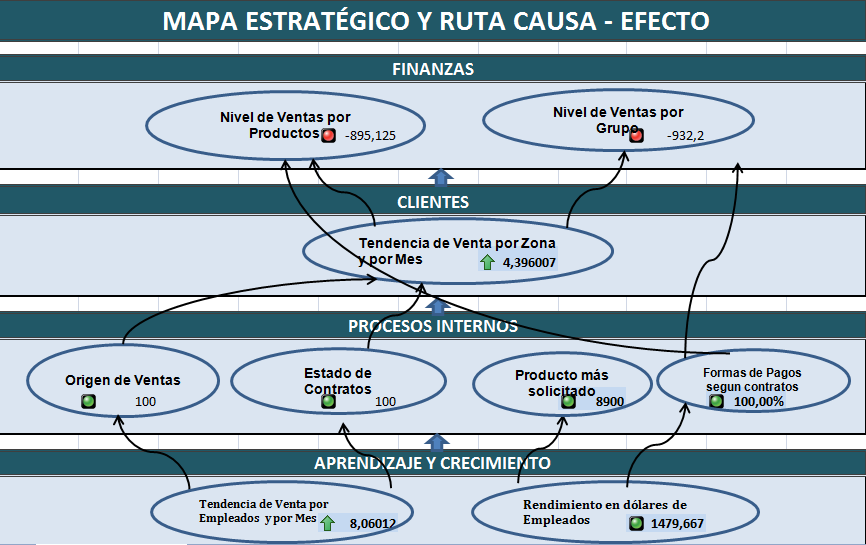 MAPA ESTRATÉGICO Y RUTA CAUSA - EFECTO
FINANZAS
Nivel de Ventas por
Productos -895,125
Nivel de Ventas por
Grupo -932,2
CLIENTES
Tendencia de Venta por Zona
y por Mes 4,396007
PROCESOS INTERNOS
Origen de Ventas
100
Estado de
Contratos
100
Producto más
solicitado
8900
Formas de Pagos
segun contratos
100,00%
APRENDIZAJE Y CRECIMIENTO
Tendencia de Venta por
Empleados y por Mes 8,06012
Rendimiento en dólares de
Empleados 1479,667